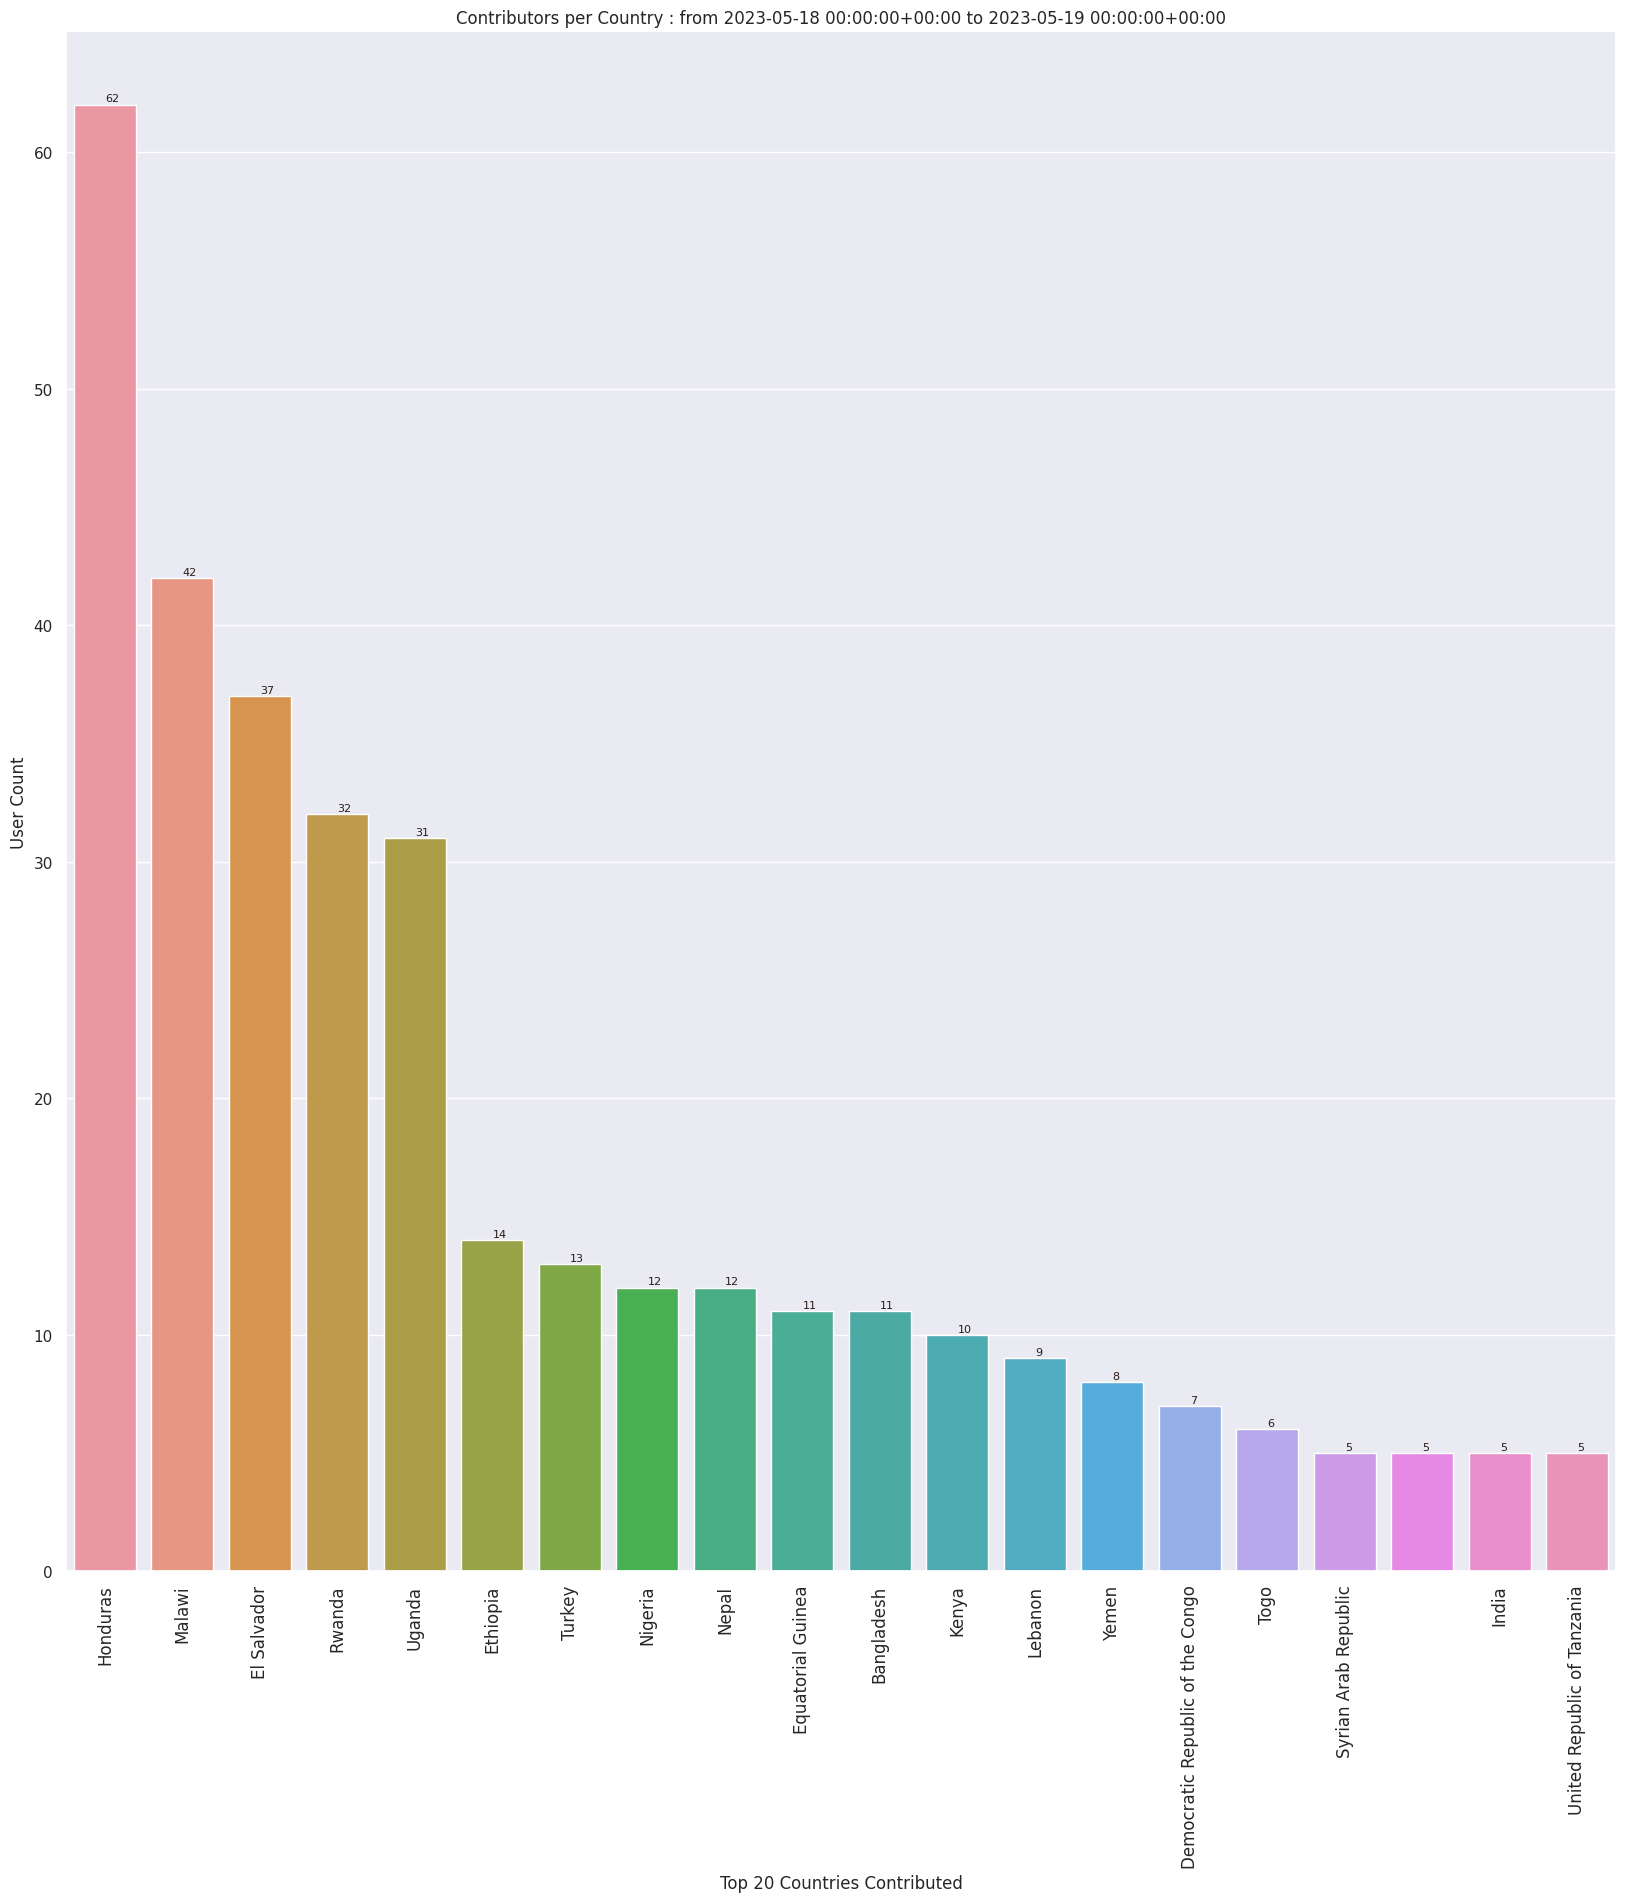 Contributors per Country : from 2023-05-18 00:00:00+00:00 to 2023-05-19 00:00:00+00:00
User Count
60
50
40
30
20
10
0
62
42
37
32
31
14
13
12
12
11
11
10
9
8
7
6
5
5
5
5
Honduras
Malawi
El Salvador
Rwanda
Uganda
Ethiopia
Turkey
Nigeria
Nepal
Equatorial Guinea
Bangladesh
Kenya
Lebanon
Yemen
Democratic Republic of the Congo
Togo
Syrian Arab Republic
India
United Republic of Tanzania
Top 20 Countries Contributed